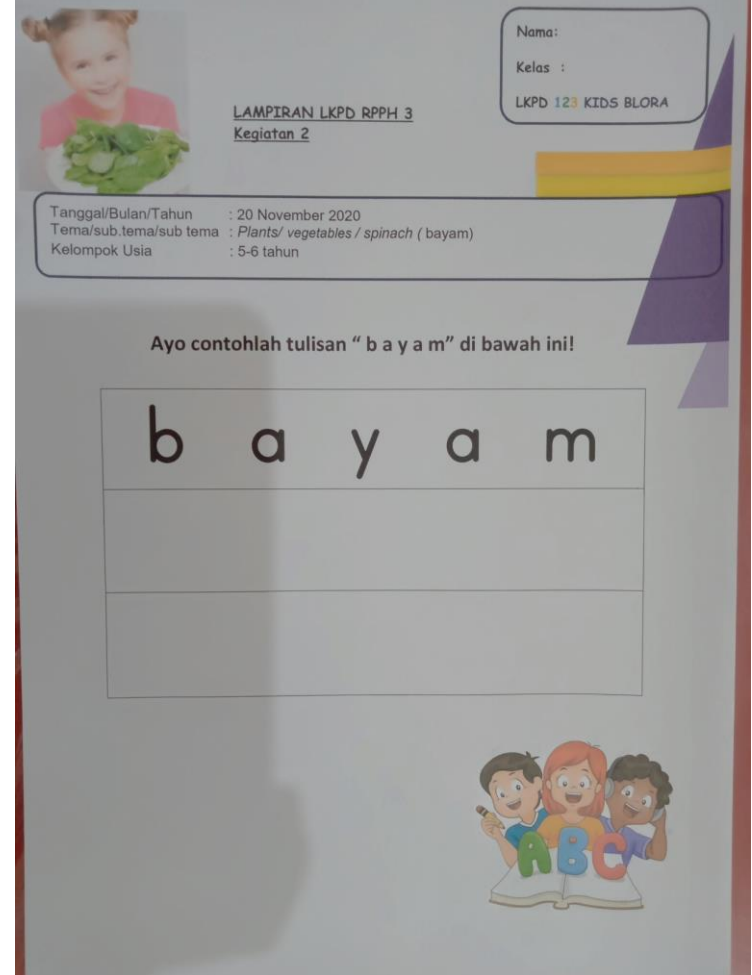 Nama:
Kelas :
LKPD 123 KIDS BLORA
LAMPIRAN LKPD RPPH 3
Kegiatan 2
Tanggal/Bulan/Tahun : 20 November 2020
Tema/sub.tema/sub tema : Plants/ vegetables / spinach ( bayam)
Kelompok Usia : 5-6 tahun
Ayo contohlah tulisan “ b a y a m” di bawah ini!
b a y a m
A B C